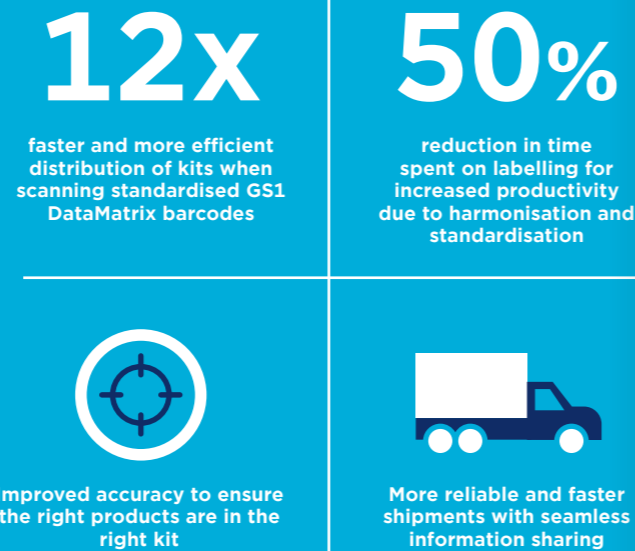 12x
faster and more efficient
distribution of kits when
scanning standardised GS1
DataMatrix barcodes
50%
reduction in time
spent on labelling for
increased productivity
due to harmonisation and
standardisation
mproved accuracy to ensure
the right products are in the
right kit
More reliable and faster
shipments with seamless
information sharing